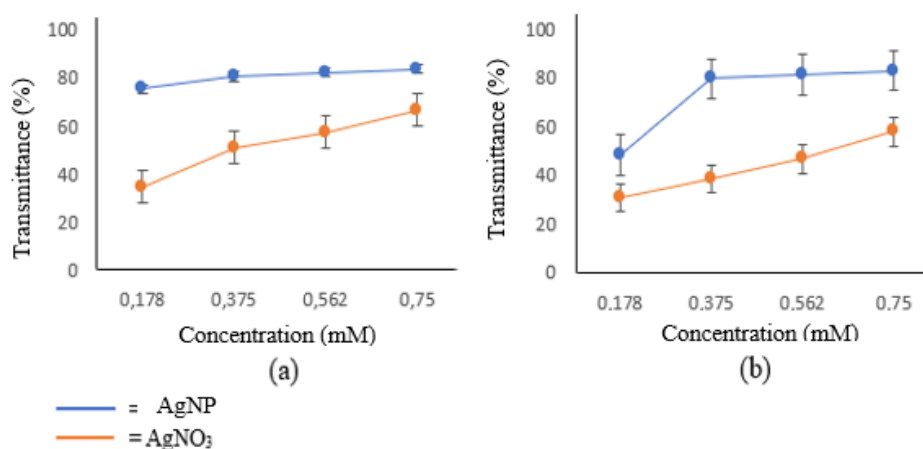 100
80
60
40
20
0
Transmittance (%)
0,178 0,375 0,562 0,75
Concentration (mM)
(a)
100
80
60
40
20
0
Transmittance (%)
0.178 0.375 0.562 0.75
Concentration (mM)
(b)
= AgNP
= AgNO₃